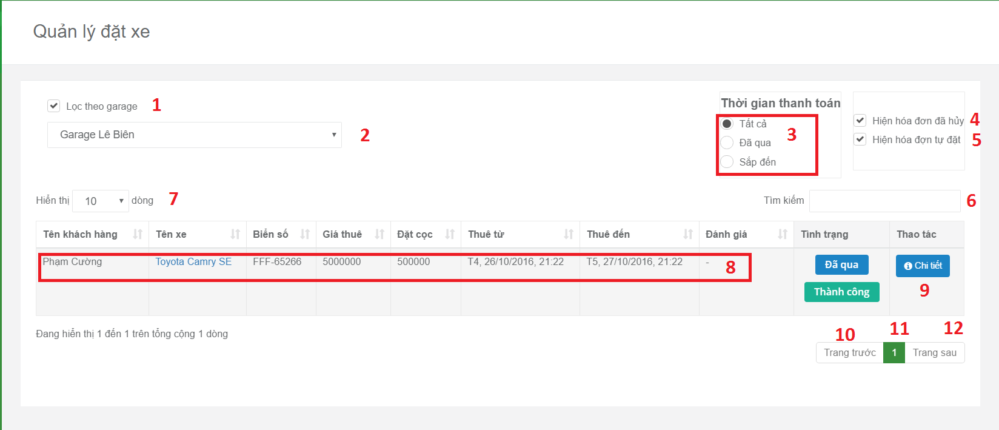 Quản lý đặt xe
Lọc theo garage 1
Garage Lê Biên 2
Thời gian thanh toán
Tất cả
Đã qua
Sắp đến
3
Hiện hóa đơn đã hủy 4
Hiện hóa đợn tự đặt 5
Hiển thị 10 dòng 7
Tìm kiếm 6
Tên khách hàng Tên xe Biển số Giá thuê Đặt cọc Thuê từ Thuê đến Đánh giá Tình trạng Thao tác
Phạm Cường Toyota Camry SE FFF-65266 5000000 500000 T4, 26/10/2016, 21:22 T5, 27/10/2016, 21:22 - 8 Đã qua Chi tiết
Thành công 9
Đang hiển thị 1 đến 1 trên tổng cộng 1 dòng
10 11 12
Trang trước 1 Trang sau